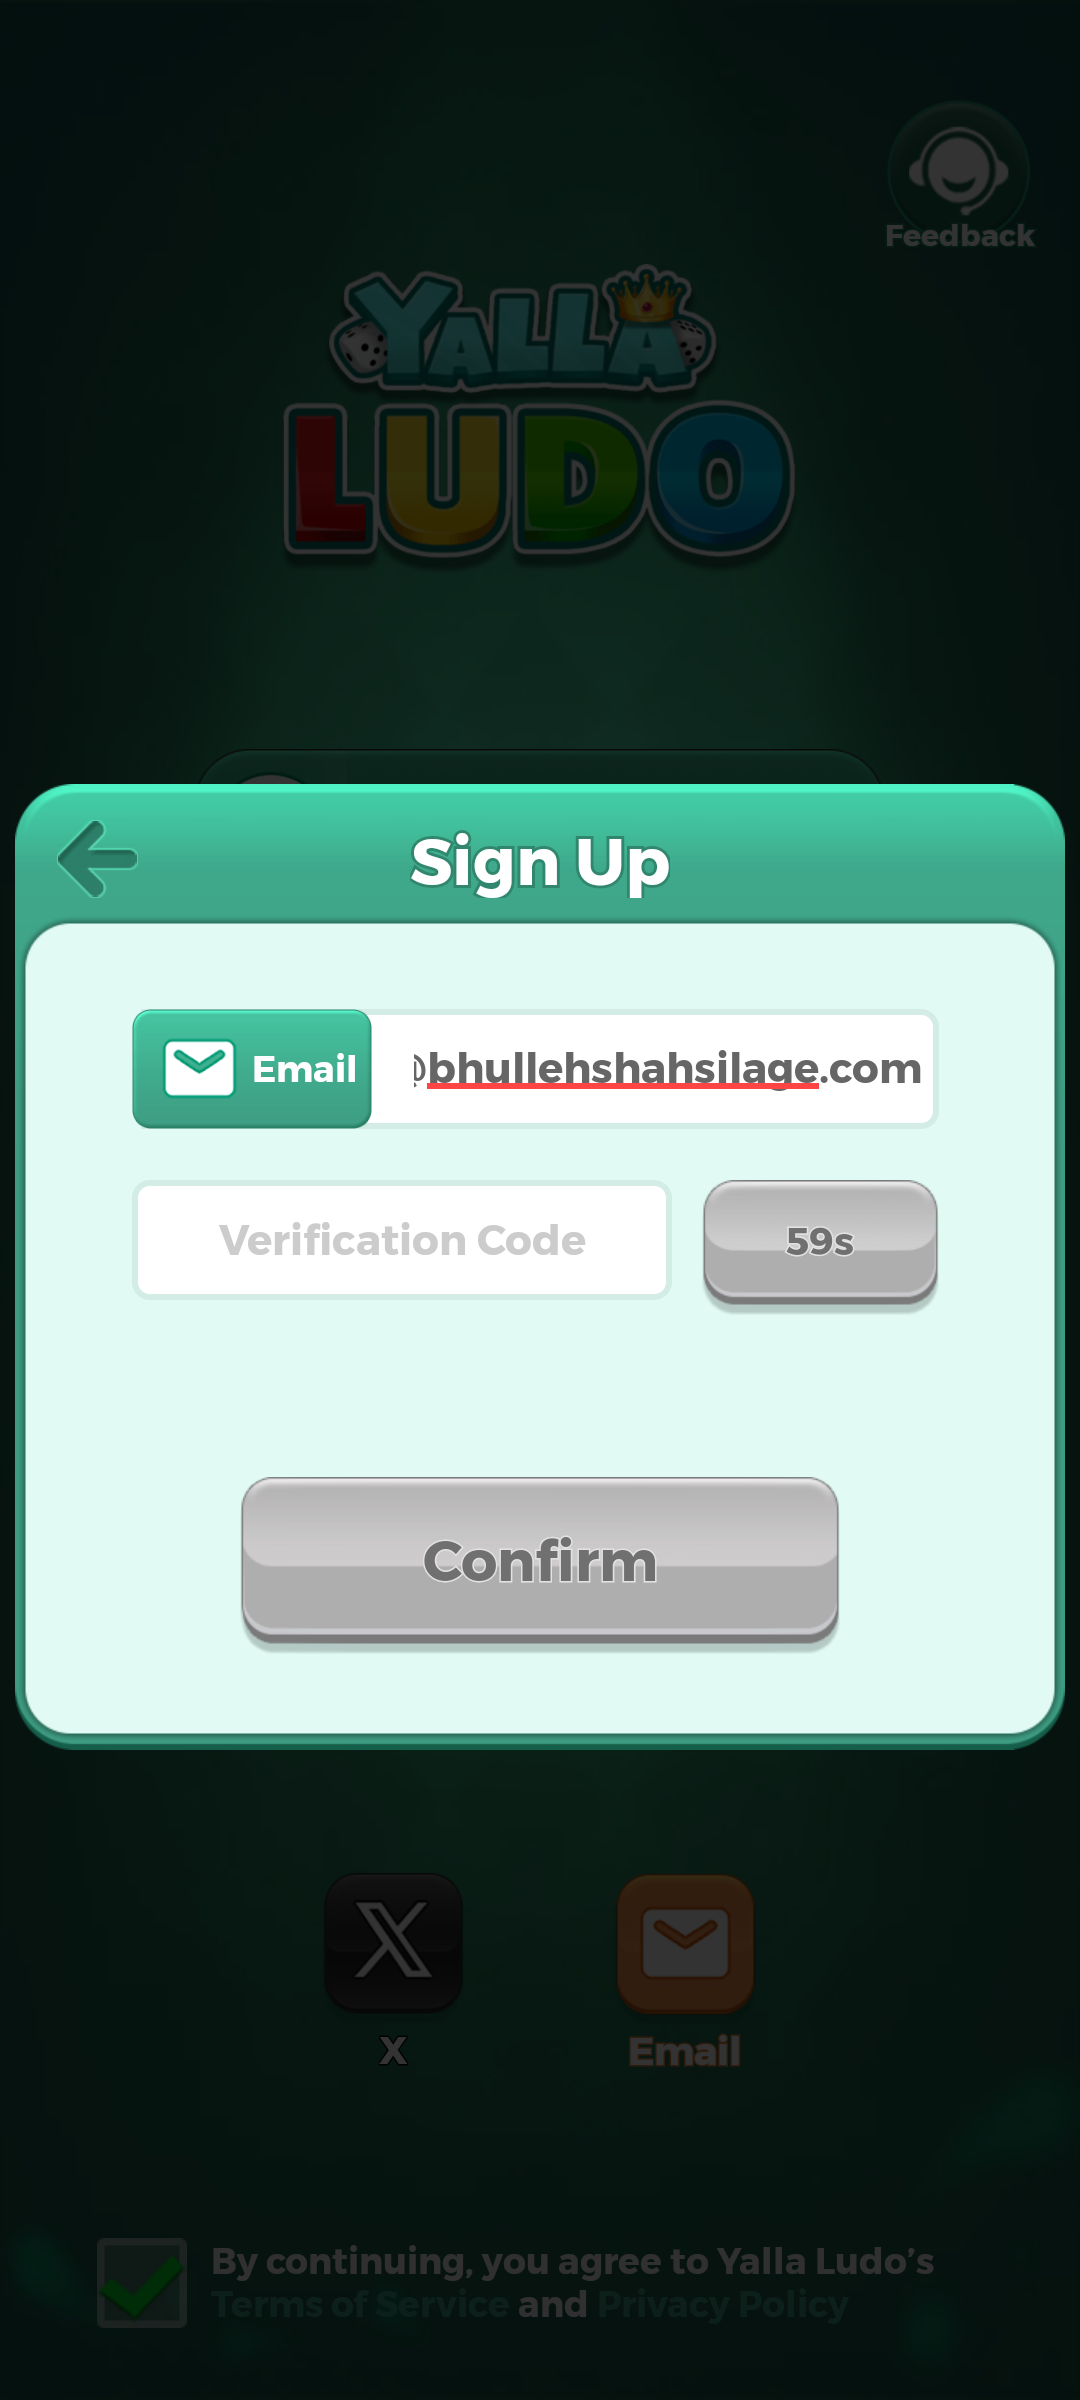 Feedback
YALLA
LUDO
Sign Up
Email
@bhullehshahsilage.com
Verification Code
59s
Confirm
X
Email
By continuing, you agree to Yalla Ludo’s
Terms of Service and Privacy Policy